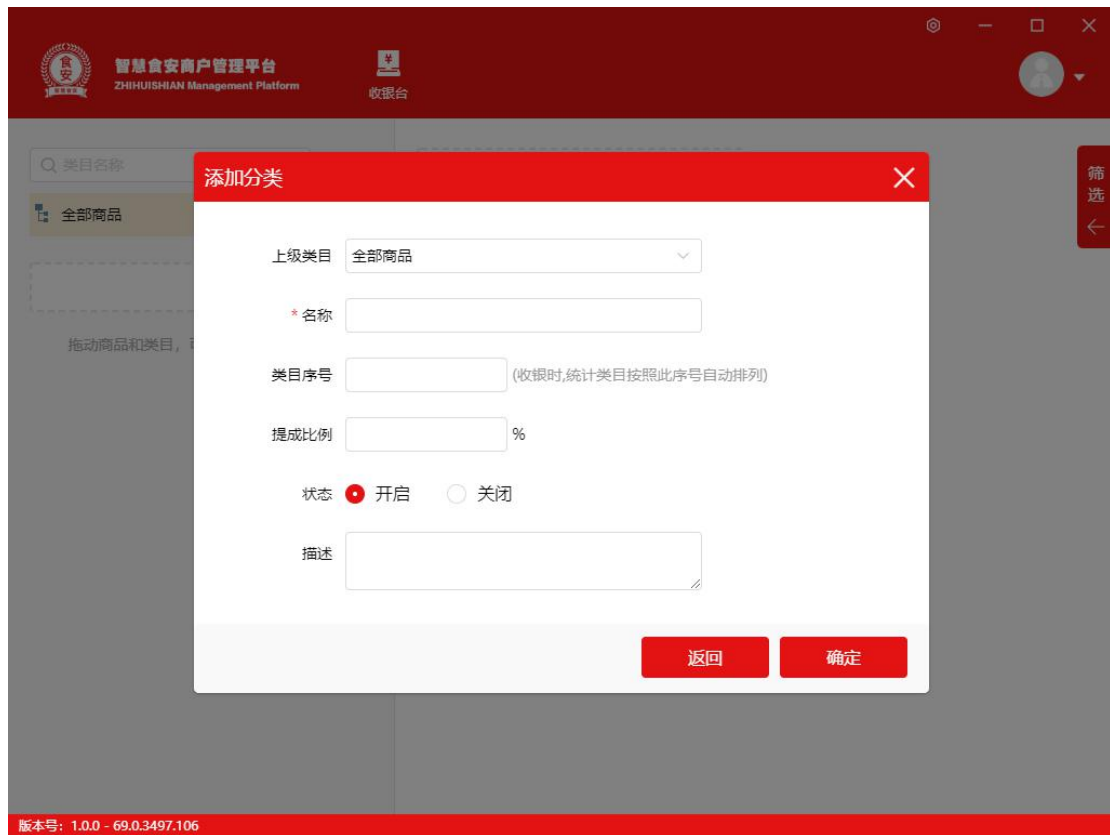 食安
智慧食安商户管理平台
ZHIHUISHIAN Management Platform
收银台
类目名称
全部商品
拖动商品和类目，
筛选
添加分类
上级类目 全部商品
* 名称
类目序号 (收银时,统计类目按照此序号自动排列)
提成比例 %
状态 开启 关闭
描述
返回 确定
版本号：1.0.0 - 69.0.3497.106